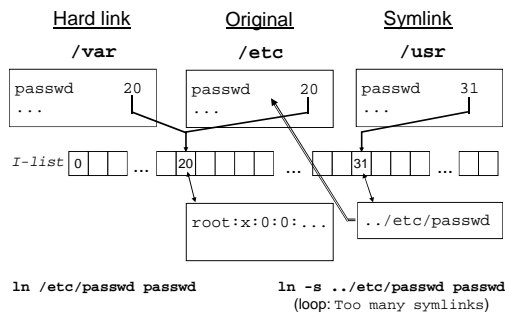 Hard link Original Symlink
/var /etc /usr
passwd 20 passwd 20 passwd 31
... ... ...
I-list 0 ... 20 ... 31 ...
root:x:0:0:... ../etc/passwd
ln /etc/passwd passwd ln -s ../etc/passwd passwd
(loop: Too many symlinks)